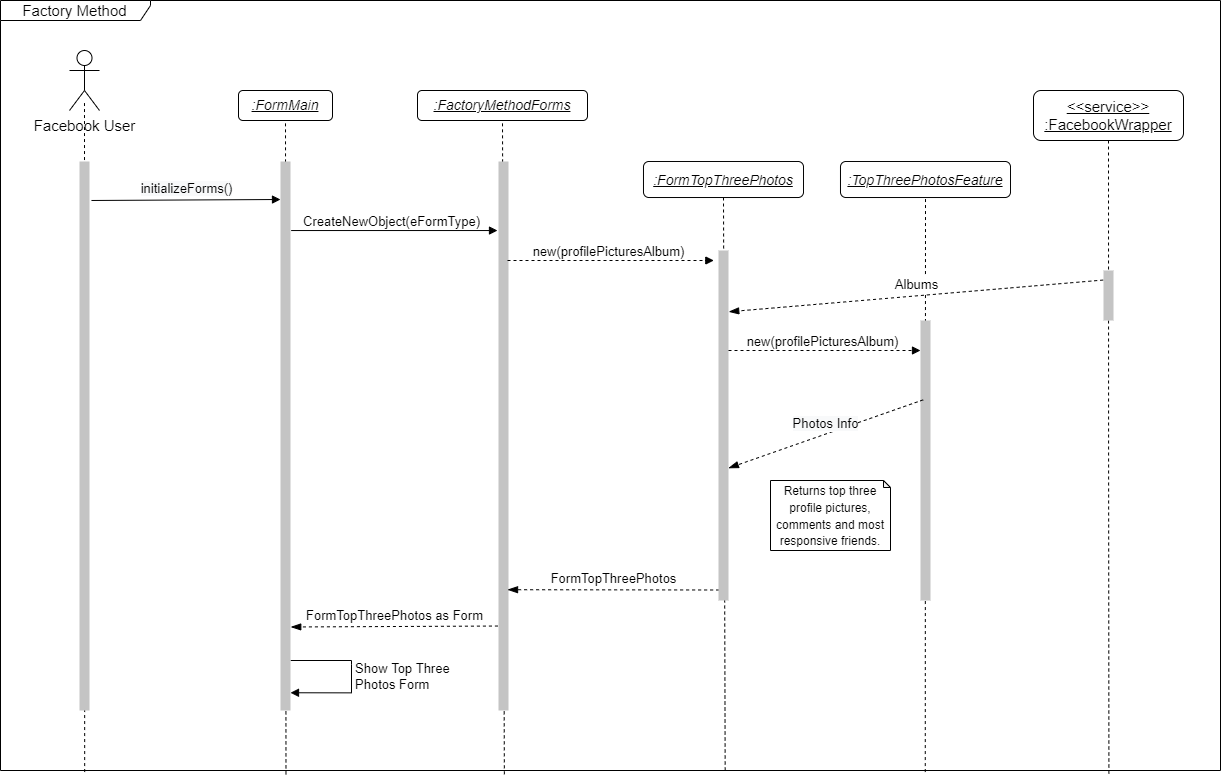 Factory Method
Facebook User
:FormMain
:FactoryMethodForms
<<service>>
:FacebookWrapper
:FormTopThreePhotos
:TopThreePhotosFeature
initializeForms()
CreateNewObject(eFormType)
new(profilePicturesAlbum)
Albums
new(profilePicturesAlbum)
Photos Info
Returns top three
profile pictures,
comments and most
responsive friends.
FormTopThreePhotos
FormTopThreePhotos as Form
Show Top Three
Photos Form